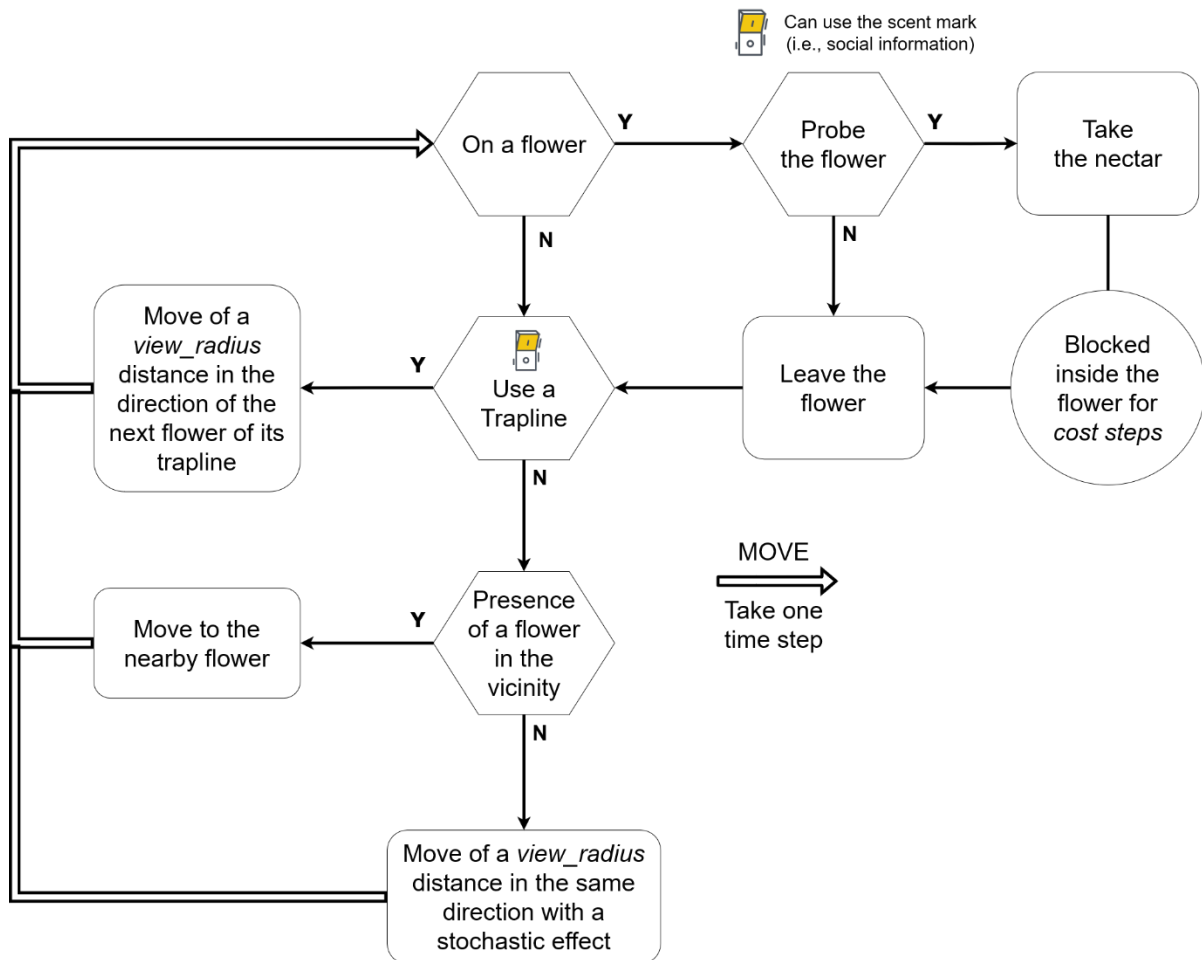 Can use the scent mark
(i.e., social information)
On a flower
Y
Probe
the flower
Y
Take
the nectar
N
N
Move of a
view_radius
distance in the
direction of the
next flower of its
trapline
Y
Use a
Trapline
Leave the
flower
Blocked
inside the
flower for
cost steps
N
MOVE
Take one
time step
Move to the
nearby flower
Y
Presence
of a flower
in the
vicinity
N
Move of a view_radius
distance in the same
direction with a
stochastic effect